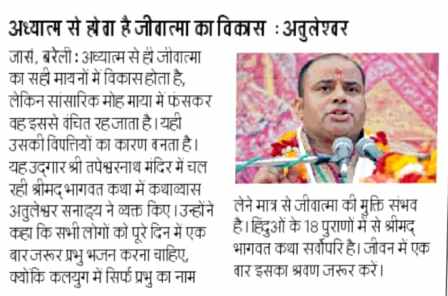 अध्यात्म से होता है जीवात्मा का विकास : अतुलेश्वर
जासं, बरेली : अध्यात्म से ही जीवात्मा
का सही मायनों में विकास होता है,
लेकिन सांसारिक मोह माया में फंसकर
वह इससे वंचित रह जाता है। यही
उसकी विपत्तियों का कारण बनता है।
यह उद्गार श्री तपेश्वरनाथ मंदिर में चल
रही श्रीमद् भागवत कथा में कथाव्यास
अतुलेश्वर सनाढ्य ने व्यक्त किए। उन्होंने
कहा कि सभी लोगों को पूरे दिन में एक
बार जरूर प्रभु भजन करना चाहिए,
क्योंकि कलयुग में सिर्फ प्रभु का नाम
लेने मात्र से जीवात्मा की मुक्ति संभव
है। हिंदुओं के 18 पुराणों में से श्रीमद्
भागवत कथा सर्वोपरि है। जीवन में एक
बार इसका श्रवण जरूर करें।